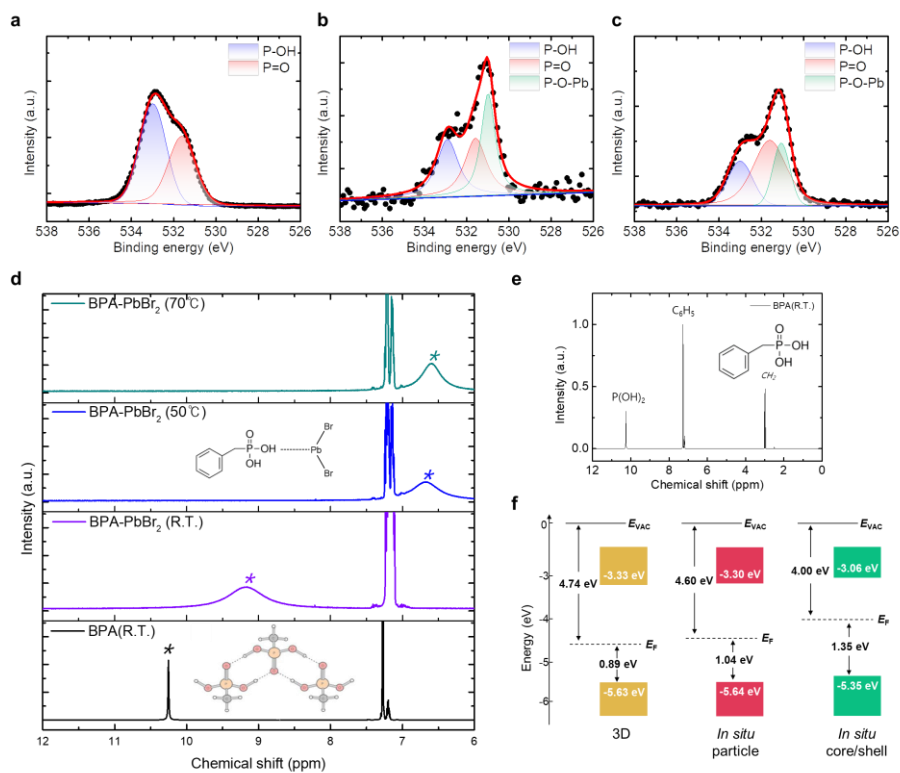 a
P-OH
P=O
Intensity (a.u.)
538 536 534 532 530 528 526
Binding energy (eV)
b
P-OH
P=O
P-O-Pb
Intensity (a.u.)
538 536 534 532 530 528 526
Binding energy (eV)
c
P-OH
P=O
P-O-Pb
Intensity (a.u.)
538 536 534 532 530 528 526
Binding energy (eV)
d
BPA-PbBr₂ (70℃)
*
BPA-PbBr₂ (50℃)
*
O
P
OH
OH
Br
Pb
Br
BPA-PbBr₂ (R.T.)
*
BPA(R.T.)
*
Intensity (a.u.)
12 11 10 9 8 7 6
Chemical shift (ppm)
e
BPA(R.T.)
C₆H₅
P(OH)₂
CH₂
O
P
OH
OH
1.0
0.5
0.0
Intensity (a.u.)
12 10 8 6 4 2 0
Chemical shift (ppm)
f
Energy (eV)
0
-3
-4
-5
-6
E_VAC
4.74 eV
-3.33 eV
E_F
0.89 eV
-5.63 eV
3D
E_VAC
4.60 eV
-3.30 eV
E_F
1.04 eV
-5.64 eV
In situ
particle
E_VAC
4.00 eV
-3.06 eV
E_F
1.35 eV
-5.35 eV
In situ
core/shell